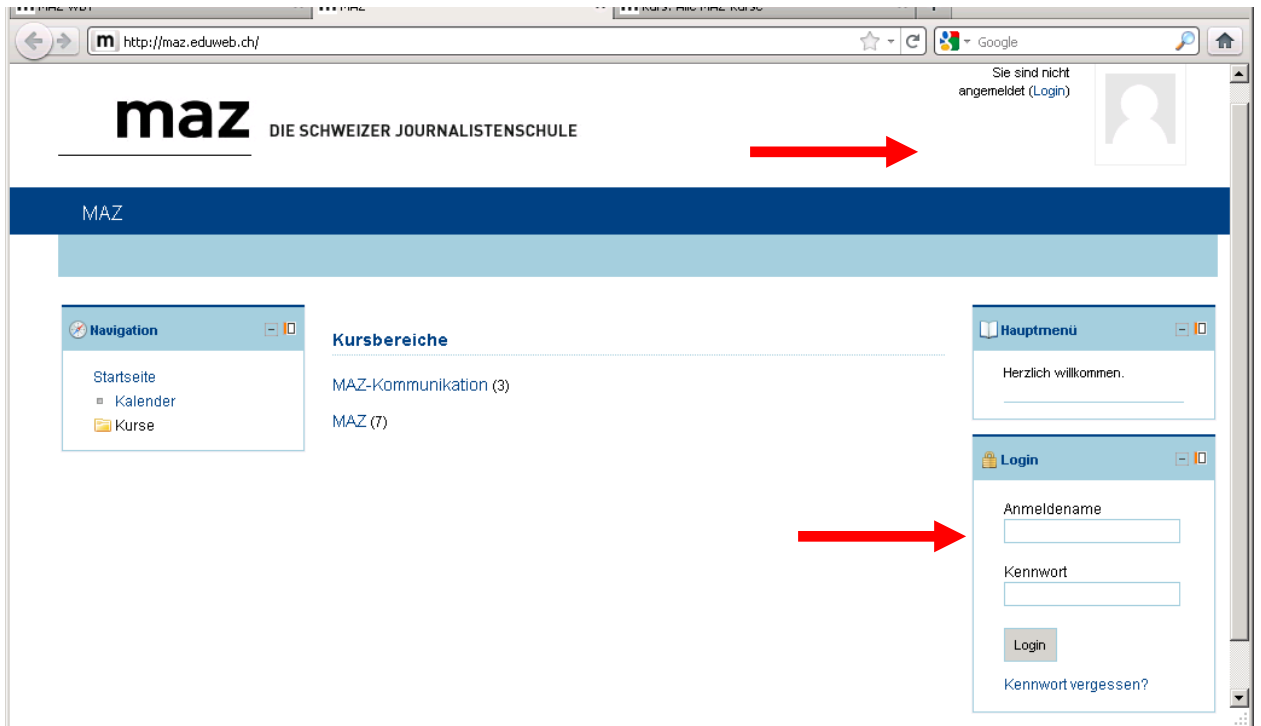 http://maz.eduweb.ch/
Google
Sie sind nicht
angemeldet (Login)
maz DIE SCHWEIZER JOURNALISTENSCHULE
MAZ
Navigation
Startseite
Kalender
Kurse
Kursbereiche
MAZ-Kommunikation (3)
MAZ (7)
Hauptmenü
Herzlich willkommen.
Login
Anmeldename
Kennwort
Login
Kennwort vergessen?